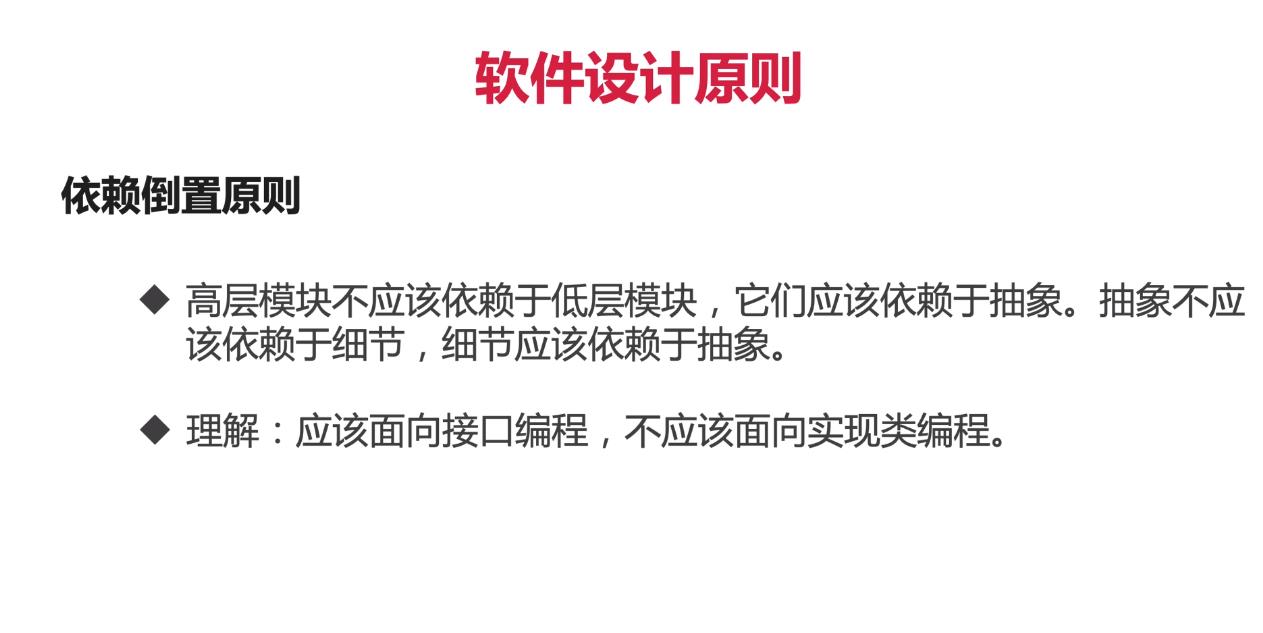 软件设计原则
依赖倒置原则
◆ 高层模块不应该依赖于低层模块，它们应该依赖于抽象。抽象不应
该依赖于细节，细节应该依赖于抽象。
◆ 理解：应该面向接口编程，不应该面向实现类编程。